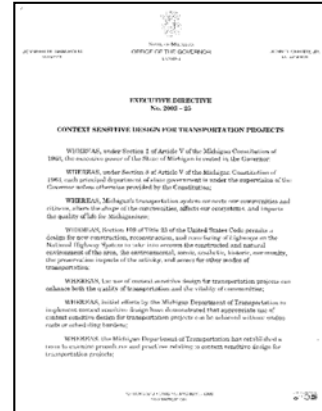 STATE OF MICHIGAN
OFFICE OF THE GOVERNOR
LANSING
EXECUTIVE DIRECTIVE
No. 2003 - 25
CONTEXT SENSITIVE DESIGN FOR TRANSPORTATION PROJECTS
WHEREAS, under Section 1 of Article V of the Michigan Constitution of
1963, the executive power of the State of Michigan is vested in the Governor;
WHEREAS, under Section 8 of Article V of the Michigan Constitution of
1963, each principal department of state government is under the supervision of the
Governor unless otherwise provided by the Constitution;
WHEREAS, Michigan's transportation system connects our communities and
citizens, affects the shape of the communities, affects our ecosystems, and impacts
the quality of life for Michiganians;
WHEREAS, Section 109 of Title 23 of the United States Code permits a
design for new construction, reconstruction, and resurfacing of highways on the
National Highway System to take into account the constructed and natural
environment of the area, the environmental, scenic, aesthetic, historic, community,
the preservation impacts of the activity, and access for other modes of
transportation;
WHEREAS, the use of context sensitive design for transportation projects can
enhance both the quality of transportation and the vitality of communities;
WHEREAS, initial efforts by the Michigan Department of Transportation to
implement context sensitive design have demonstrated that appropriate use of
context sensitive design for transportation projects can be achieved without undue
costs or scheduling burdens;
WHEREAS, the Michigan Department of Transportation has established a
team to examine procedures and practices relating to context sensitive design for
transportation projects;